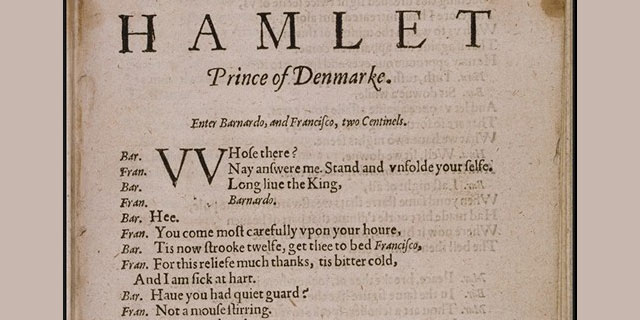 HAMLET
Prince of Denmarke.
Enter Barnardo, and Franciſco, two Centinels.
Bar. VVHoſe there?
Fran. Nay anſwere me. Stand and vnfolde your ſelfe.
Bar. Long liue the King,
Fran. Barnardo.
Bar. Hee.
Fran. You come moſt carefully vpon your houre,
Bar. Tis now ſtrooke twelfe, get thee to bed Franciſco,
Fran. For this reliefe much thanks, tis bitter cold,
And I am ſick at hart.
Bar. Haue you had quiet guard?
Fran. Not a mouſe ſtirring.